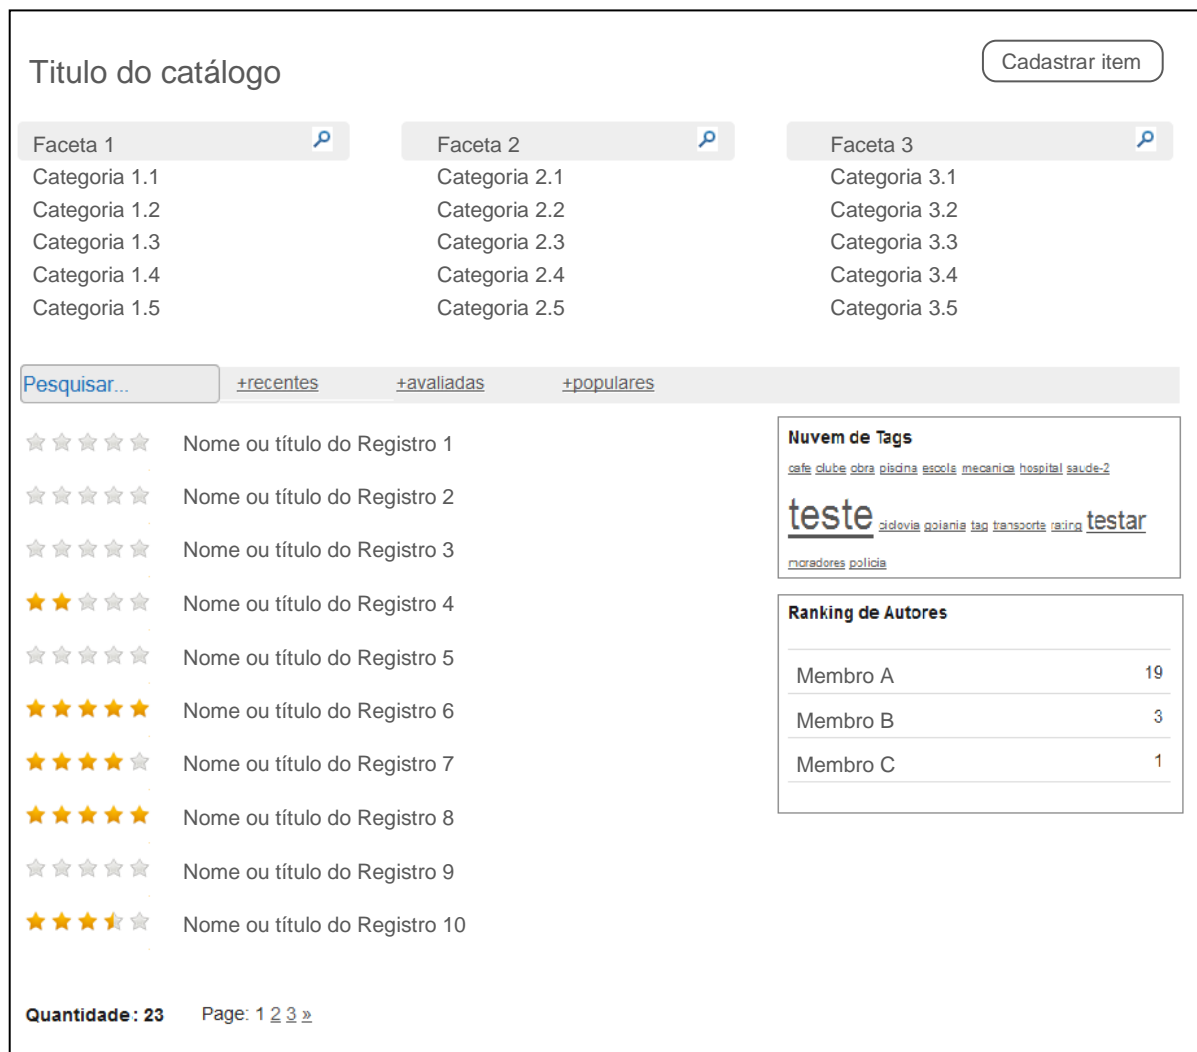 Titulo do catálogo
Cadastrar item
Faceta 1
Categoria 1.1
Categoria 1.2
Categoria 1.3
Categoria 1.4
Categoria 1.5
Faceta 2
Categoria 2.1
Categoria 2.2
Categoria 2.3
Categoria 2.4
Categoria 2.5
Faceta 3
Categoria 3.1
Categoria 3.2
Categoria 3.3
Categoria 3.4
Categoria 3.5
Pesquisar... +recentes +avaliadas +populares
Nome ou título do Registro 1
Nome ou título do Registro 2
Nome ou título do Registro 3
Nome ou título do Registro 4
Nome ou título do Registro 5
Nome ou título do Registro 6
Nome ou título do Registro 7
Nome ou título do Registro 8
Nome ou título do Registro 9
Nome ou título do Registro 10
Nuvem de Tags
cafe clube obra piscina escola mecanica hospital saude-2
teste ciclovia goiania tag transporte rating testar
moradores policia
Ranking de Autores
Membro A 19
Membro B 3
Membro C 1
Quantidade: 23 Page: 1 2 3 »